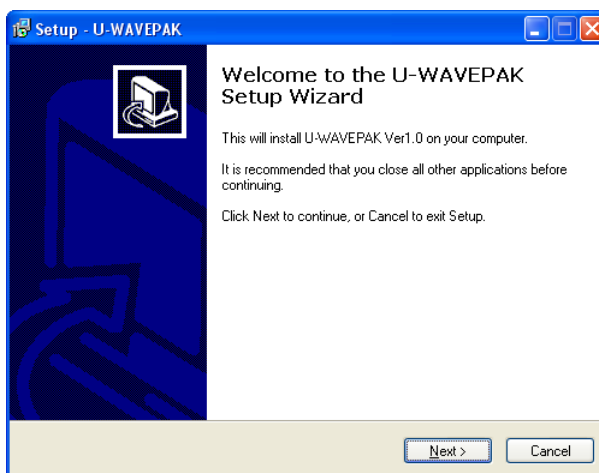 Setup - U-WAVEPAK
Welcome to the U-WAVEPAK
Setup Wizard
This will install U-WAVEPAK Ver1.0 on your computer.
It is recommended that you close all other applications before
continuing.
Click Next to continue, or Cancel to exit Setup.
Next >
Cancel